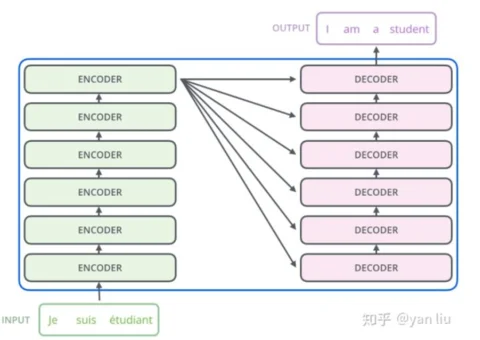 OUTPUT I am a student
ENCODER DECODER
ENCODER DECODER
ENCODER DECODER
ENCODER DECODER
ENCODER DECODER
ENCODER DECODER
INPUT Je suis étudiant
知乎 @yan liu